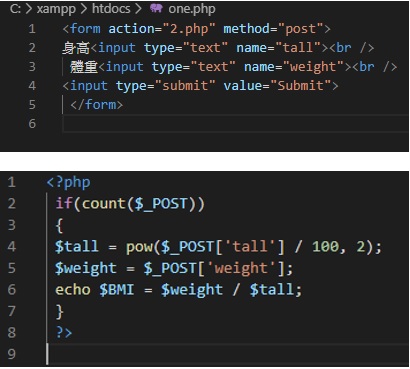 C: > xampp > htdocs > one.php
1 <form action="2.php" method="post">
2 身高<input type="text" name="tall"><br />
3 體重<input type="text" name="weight"><br />
4 <input type="submit" value="Submit">
5 </form>
6
1 <?php
2 if(count($_POST))
3 {
4 $tall = pow($_POST['tall'] / 100, 2);
5 $weight = $_POST['weight'];
6 echo $BMI = $weight / $tall;
7 }
8 ?>
9